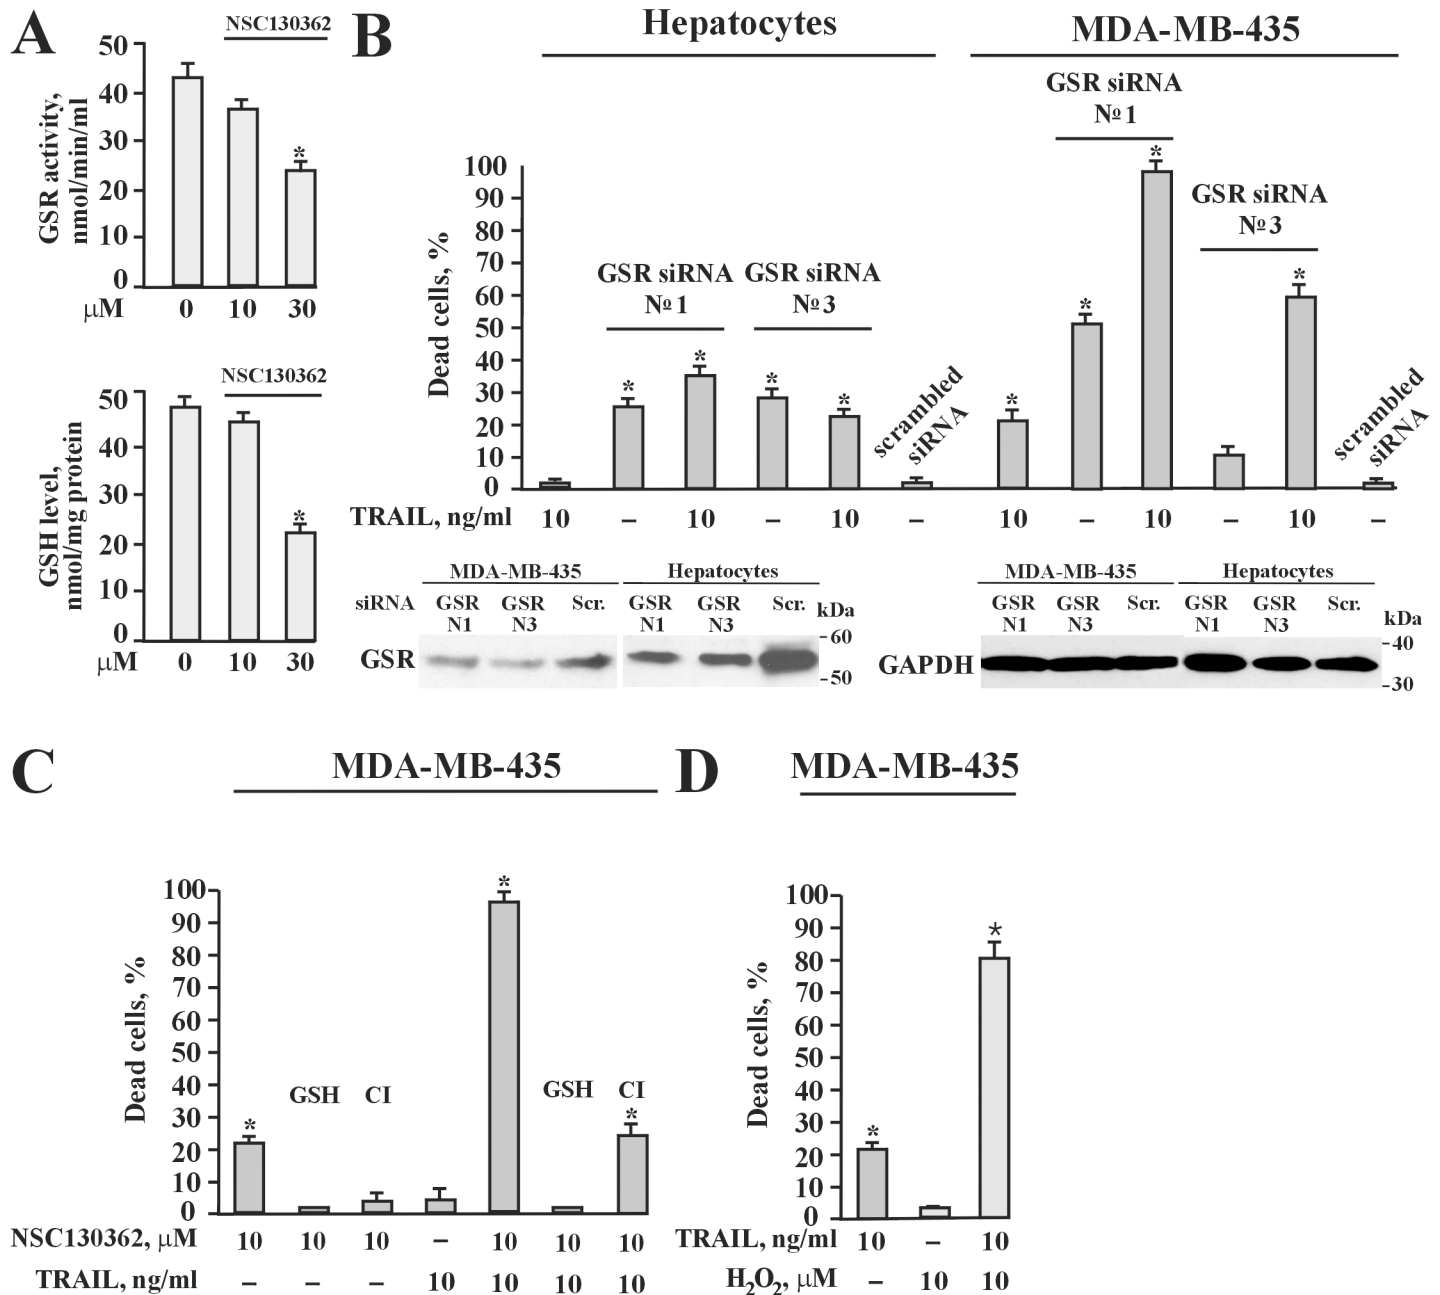 A
NSC130362
50
40
30
20
10
0
GSR activity,
nmol/min/ml
*
μM 0 10 30
NSC130362
50
40
30
20
10
0
GSH level,
nmol/mg protein
*
μM 0 10 30
B
Hepatocytes
MDA-MB-435
100
90
80
70
60
50
40
30
20
10
0
Dead cells, %
GSR siRNA
№1
GSR siRNA
№3
* * * *
scrambled
siRNA
GSR siRNA
№1
GSR siRNA
№3
* * * *
scrambled
siRNA
TRAIL, ng/ml 10 – 10 – 10 – 10 – 10 – 10 –
MDA-MB-435 Hepatocytes
siRNA GSR GSR Scr. GSR GSR Scr. kDa
N1 N3 N1 N3
GSR
-60
-50
MDA-MB-435 Hepatocytes
GSR GSR Scr. GSR GSR Scr. kDa
N1 N3 N1 N3
GAPDH
-40
-30
C
MDA-MB-435
100
90
80
70
60
50
40
30
20
10
0
Dead cells, %
* GSH CI * GSH CI *
NSC130362, μM 10 10 10 – 10 10 10
TRAIL, ng/ml – – – 10 10 10 10
D
MDA-MB-435
100
90
80
70
60
50
40
30
20
10
0
Dead cells, %
* *
TRAIL, ng/ml 10 – 10
H₂O₂, μM – 10 10